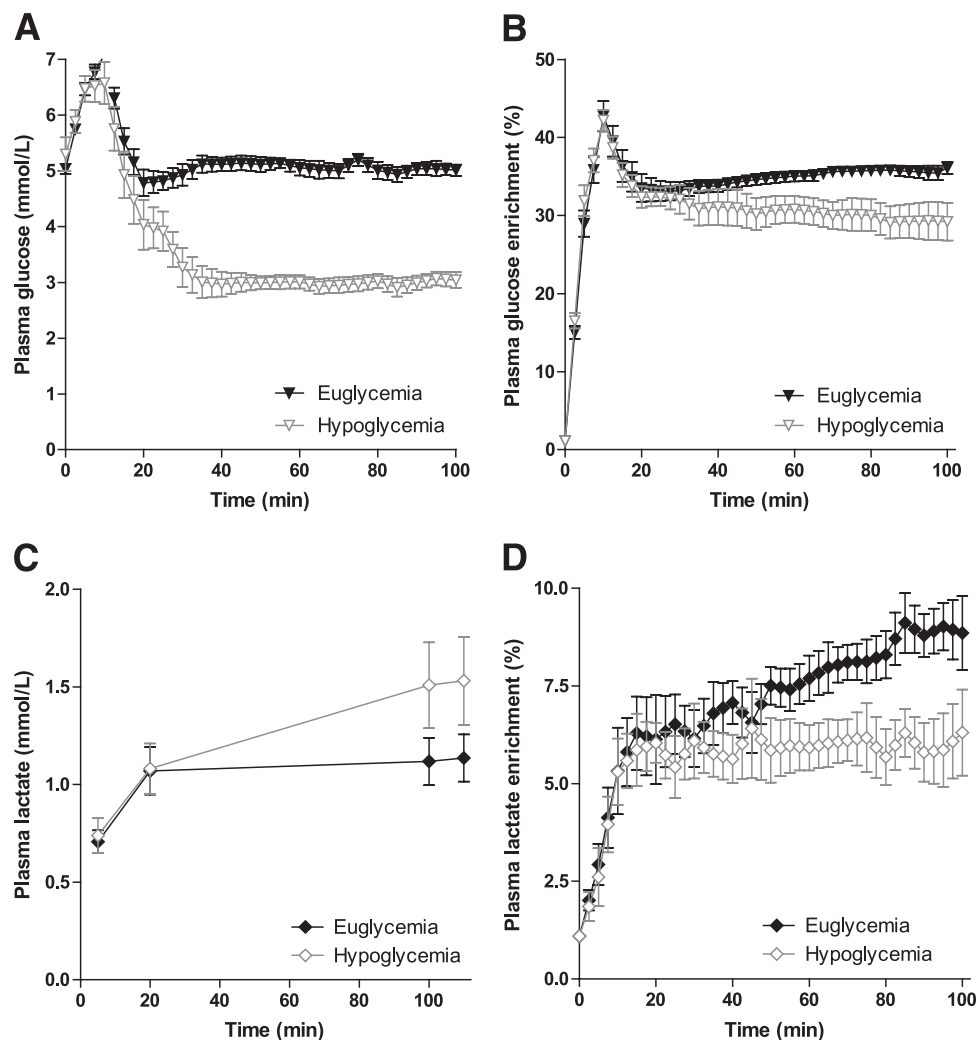 A
Plasma glucose (mmol/L)
7
6
5
4
3
2
1
0
0 20 40 60 80 100
Time (min)
Euglycemia
Hypoglycemia
B
Plasma glucose enrichment (%)
50
40
30
20
10
0
0 20 40 60 80 100
Time (min)
Euglycemia
Hypoglycemia
C
Plasma lactate (mmol/L)
2.0
1.5
1.0
0.5
0.0
0 20 40 60 80 100
Time (min)
Euglycemia
Hypoglycemia
D
Plasma lactate enrichment (%)
10.0
7.5
5.0
2.5
0.0
0 20 40 60 80 100
Time (min)
Euglycemia
Hypoglycemia